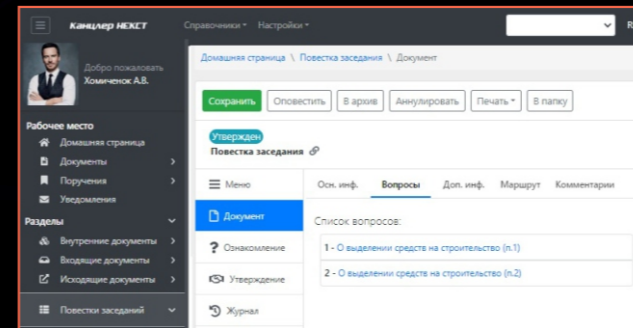 Канцлер НЕКСТ
Справочники
Настройки
R
Добро пожаловать
Хомиченок А.В.
Домашняя страница \ Повестка заседания \ Документ
Сохранить
Оповестить
В архив
Аннулировать
Печать
В папку
Утвержден
Повестка заседания
Рабочее место
Домашняя страница
Документы
Поручения
Уведомления
Разделы
Внутренние документы
Входящие документы
Исходящие документы
Повестки заседаний
Меню
Документ
Ознакомление
Утверждение
Журнал
Осн. инф.
Вопросы
Доп. инф.
Маршрут
Комментарии
Список вопросов:
1 - О выделении средств на строительство (п.1)
2 - О выделении средств на строительство (п.2)